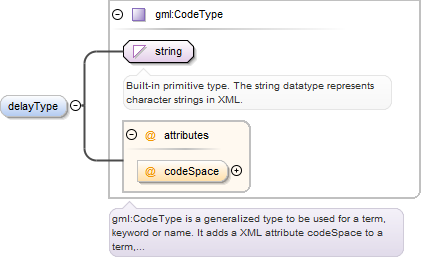 gml:CodeType
string
Built-in primitive type. The string datatype represents
character strings in XML.
delayType
@ attributes
@ codeSpace
gml:CodeType is a generalized type to be used for a term,
keyword or name. It adds a XML attribute codeSpace to a
term,...